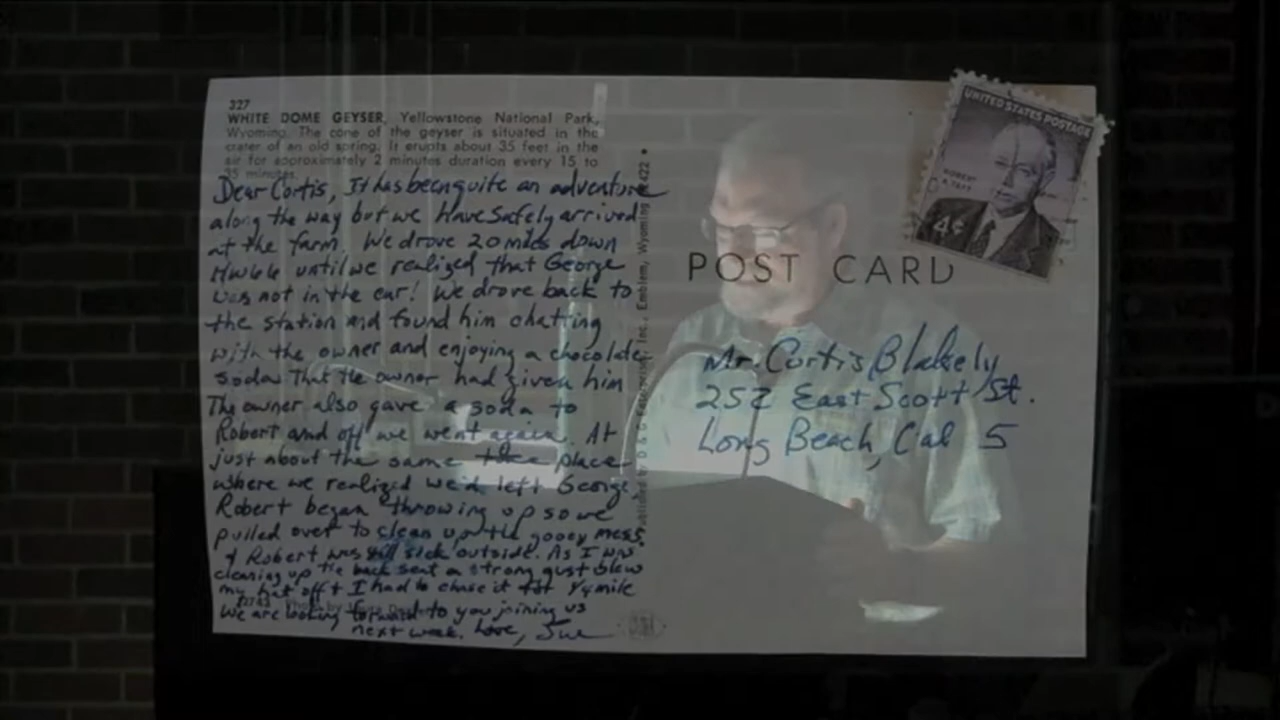 327
WHITE DOME GEYSER, Yellowstone National Park,
Wyoming. The cone of the geyser is situated in the
crater of an old spring. It erupts about 35 feet in the
air for approximately 2 minutes duration every 15 to
35 minutes.
Dear Curtis, It has been quite an adventure
along the way but we have safely arrived
at the farm. We drove 20 miles down
Hwy 66 until we realized that George
was not in the car! We drove back to
the station and found him chatting
with the owner and enjoying a chocolate
soda that the owner had given him
The owner also gave a soda to
Robert and off we went again. At
just about the same place
where we realized we'd left George,
Robert began throwing up so we
pulled over to clean up the gooey mess.
& Robert was sick outside. As I was
cleaning up the back seat a strong gust blew
my hat off & I had to chase it for 1/4 mile
We are looking forward to you joining us
next week. Love, Sue
Published by D & G Enterprises, Inc., Emblem, Wyoming 82422
POST CARD
UNITED STATES POSTAGE
ROBERT
A. TAFT
4¢
Mr. Curtis Blakely
252 East Scott St.
Long Beach, Cal 5